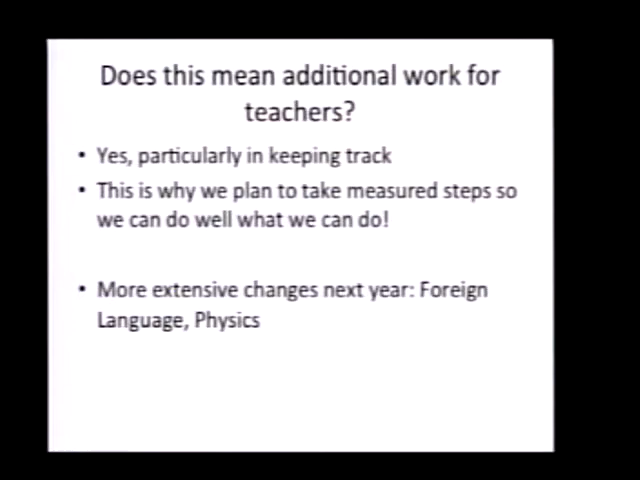 Does this mean additional work for
teachers?
• Yes, particularly in keeping track
• This is why we plan to take measured steps so
we can do well what we can do!
• More extensive changes next year: Foreign
Language, Physics